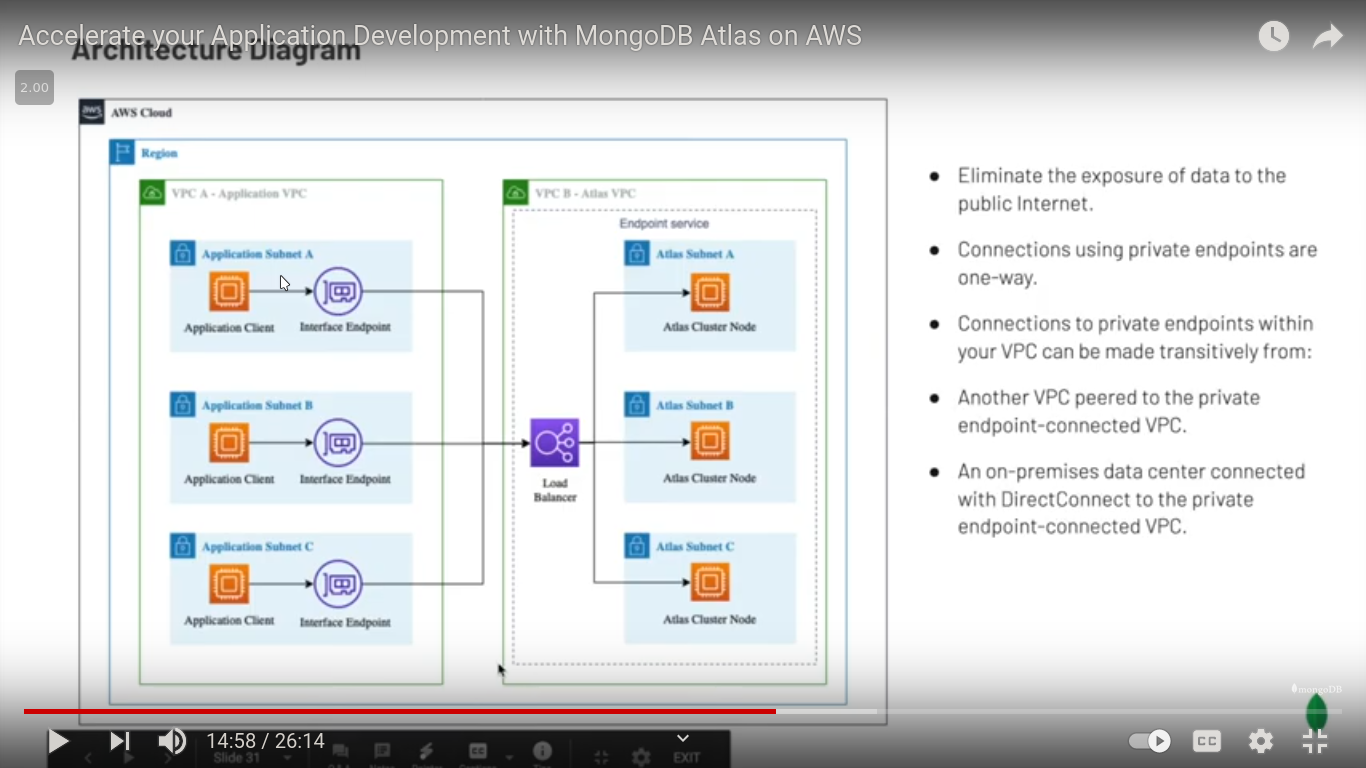 Accelerate your Application Development with MongoDB Atlas on AWS
Architecture Diagram
2.00
aws
AWS Cloud
Region
VPC A - Application VPC
Application Subnet A
Application Client
Interface Endpoint
Application Subnet B
Application Client
Interface Endpoint
Application Subnet C
Application Client
Interface Endpoint
VPC B - Atlas VPC
Endpoint service
Load
Balancer
Atlas Subnet A
Atlas Cluster Node
Atlas Subnet B
Atlas Cluster Node
Atlas Subnet C
Atlas Cluster Node
● Eliminate the exposure of data to the
public Internet.
● Connections using private endpoints are
one-way.
● Connections to private endpoints within
your VPC can be made transitively from:
● Another VPC peered to the private
endpoint-connected VPC.
● An on-premises data center connected
with DirectConnect to the private
endpoint-connected VPC.
mongoDB
14:58 / 26:14
CC
Slide 31
EXIT